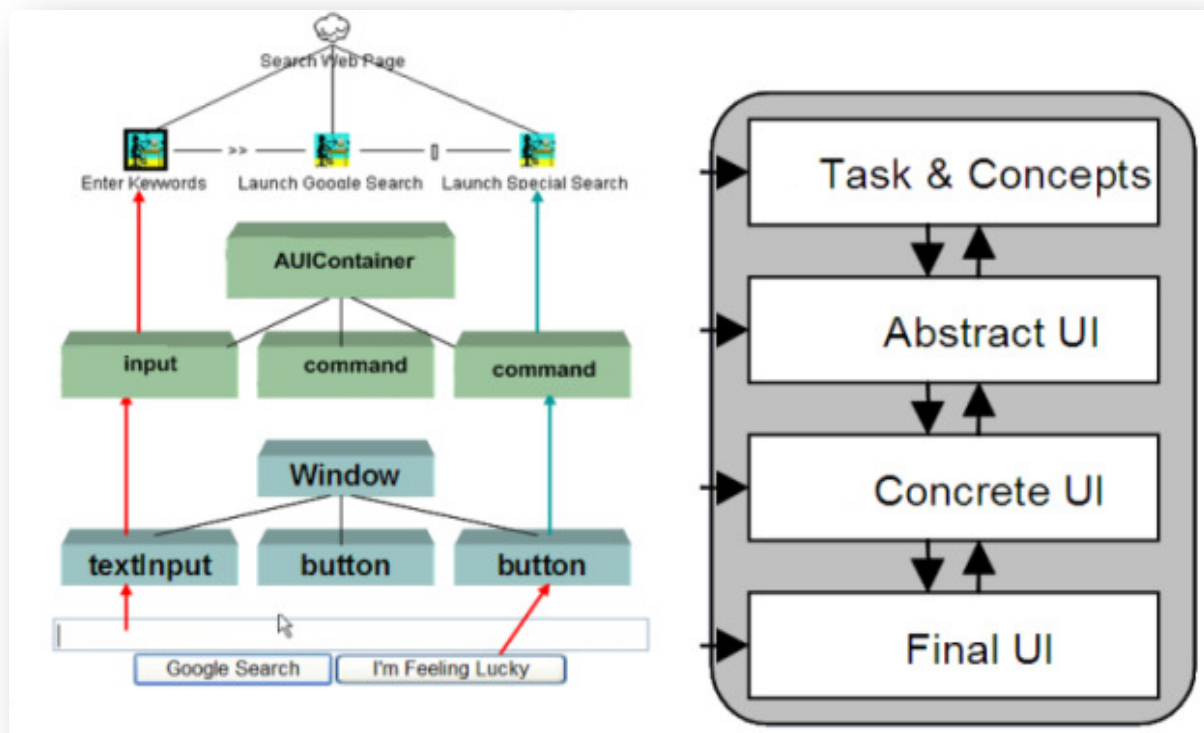 Search Web Page
>>
[]
Enter Keywords
Launch Google Search
Launch Special Search
AUIContainer
input
command
command
Window
textInput
button
button
Google Search
I'm Feeling Lucky
Task & Concepts
Abstract UI
Concrete UI
Final UI